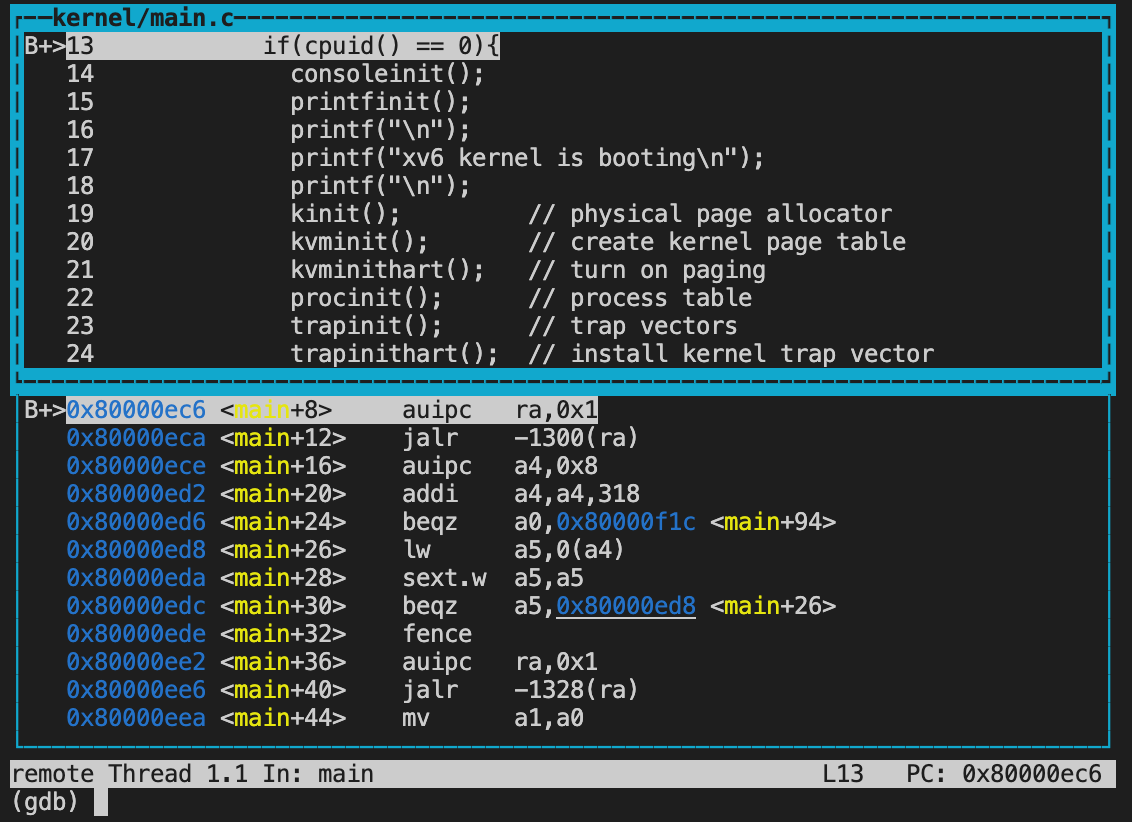 kernel/main.c
B+>13            if(cpuid() == 0){
   14              consoleinit();
   15              printfinit();
   16              printf("\n");
   17              printf("xv6 kernel is booting\n");
   18              printf("\n");
   19              kinit();         // physical page allocator
   20              kvminit();       // create kernel page table
   21              kvminithart();   // turn on paging
   22              procinit();      // process table
   23              trapinit();      // trap vectors
   24              trapinithart();  // install kernel trap vector
B+>0x80000ec6 <main+8>     auipc   ra,0x1
   0x80000eca <main+12>    jalr    -1300(ra)
   0x80000ece <main+16>    auipc   a4,0x8
   0x80000ed2 <main+20>    addi    a4,a4,318
   0x80000ed6 <main+24>    beqz    a0,0x80000f1c <main+94>
   0x80000ed8 <main+26>    lw      a5,0(a4)
   0x80000eda <main+28>    sext.w  a5,a5
   0x80000edc <main+30>    beqz    a5,0x80000ed8 <main+26>
   0x80000ede <main+32>    fence
   0x80000ee2 <main+36>    auipc   ra,0x1
   0x80000ee6 <main+40>    jalr    -1328(ra)
   0x80000eea <main+44>    mv      a1,a0
remote Thread 1.1 In: main                                L13   PC: 0x80000ec6
(gdb)